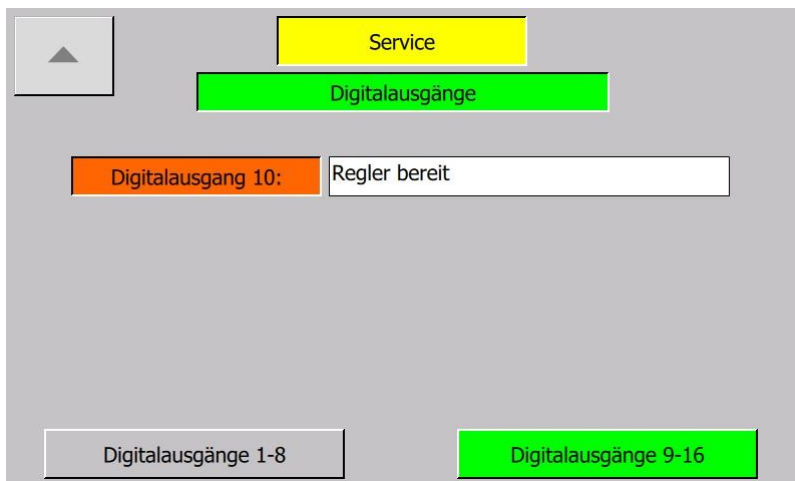 Service
Digitalausgänge
Digitalausgang 10:
Regler bereit
Digitalausgänge 1-8
Digitalausgänge 9-16